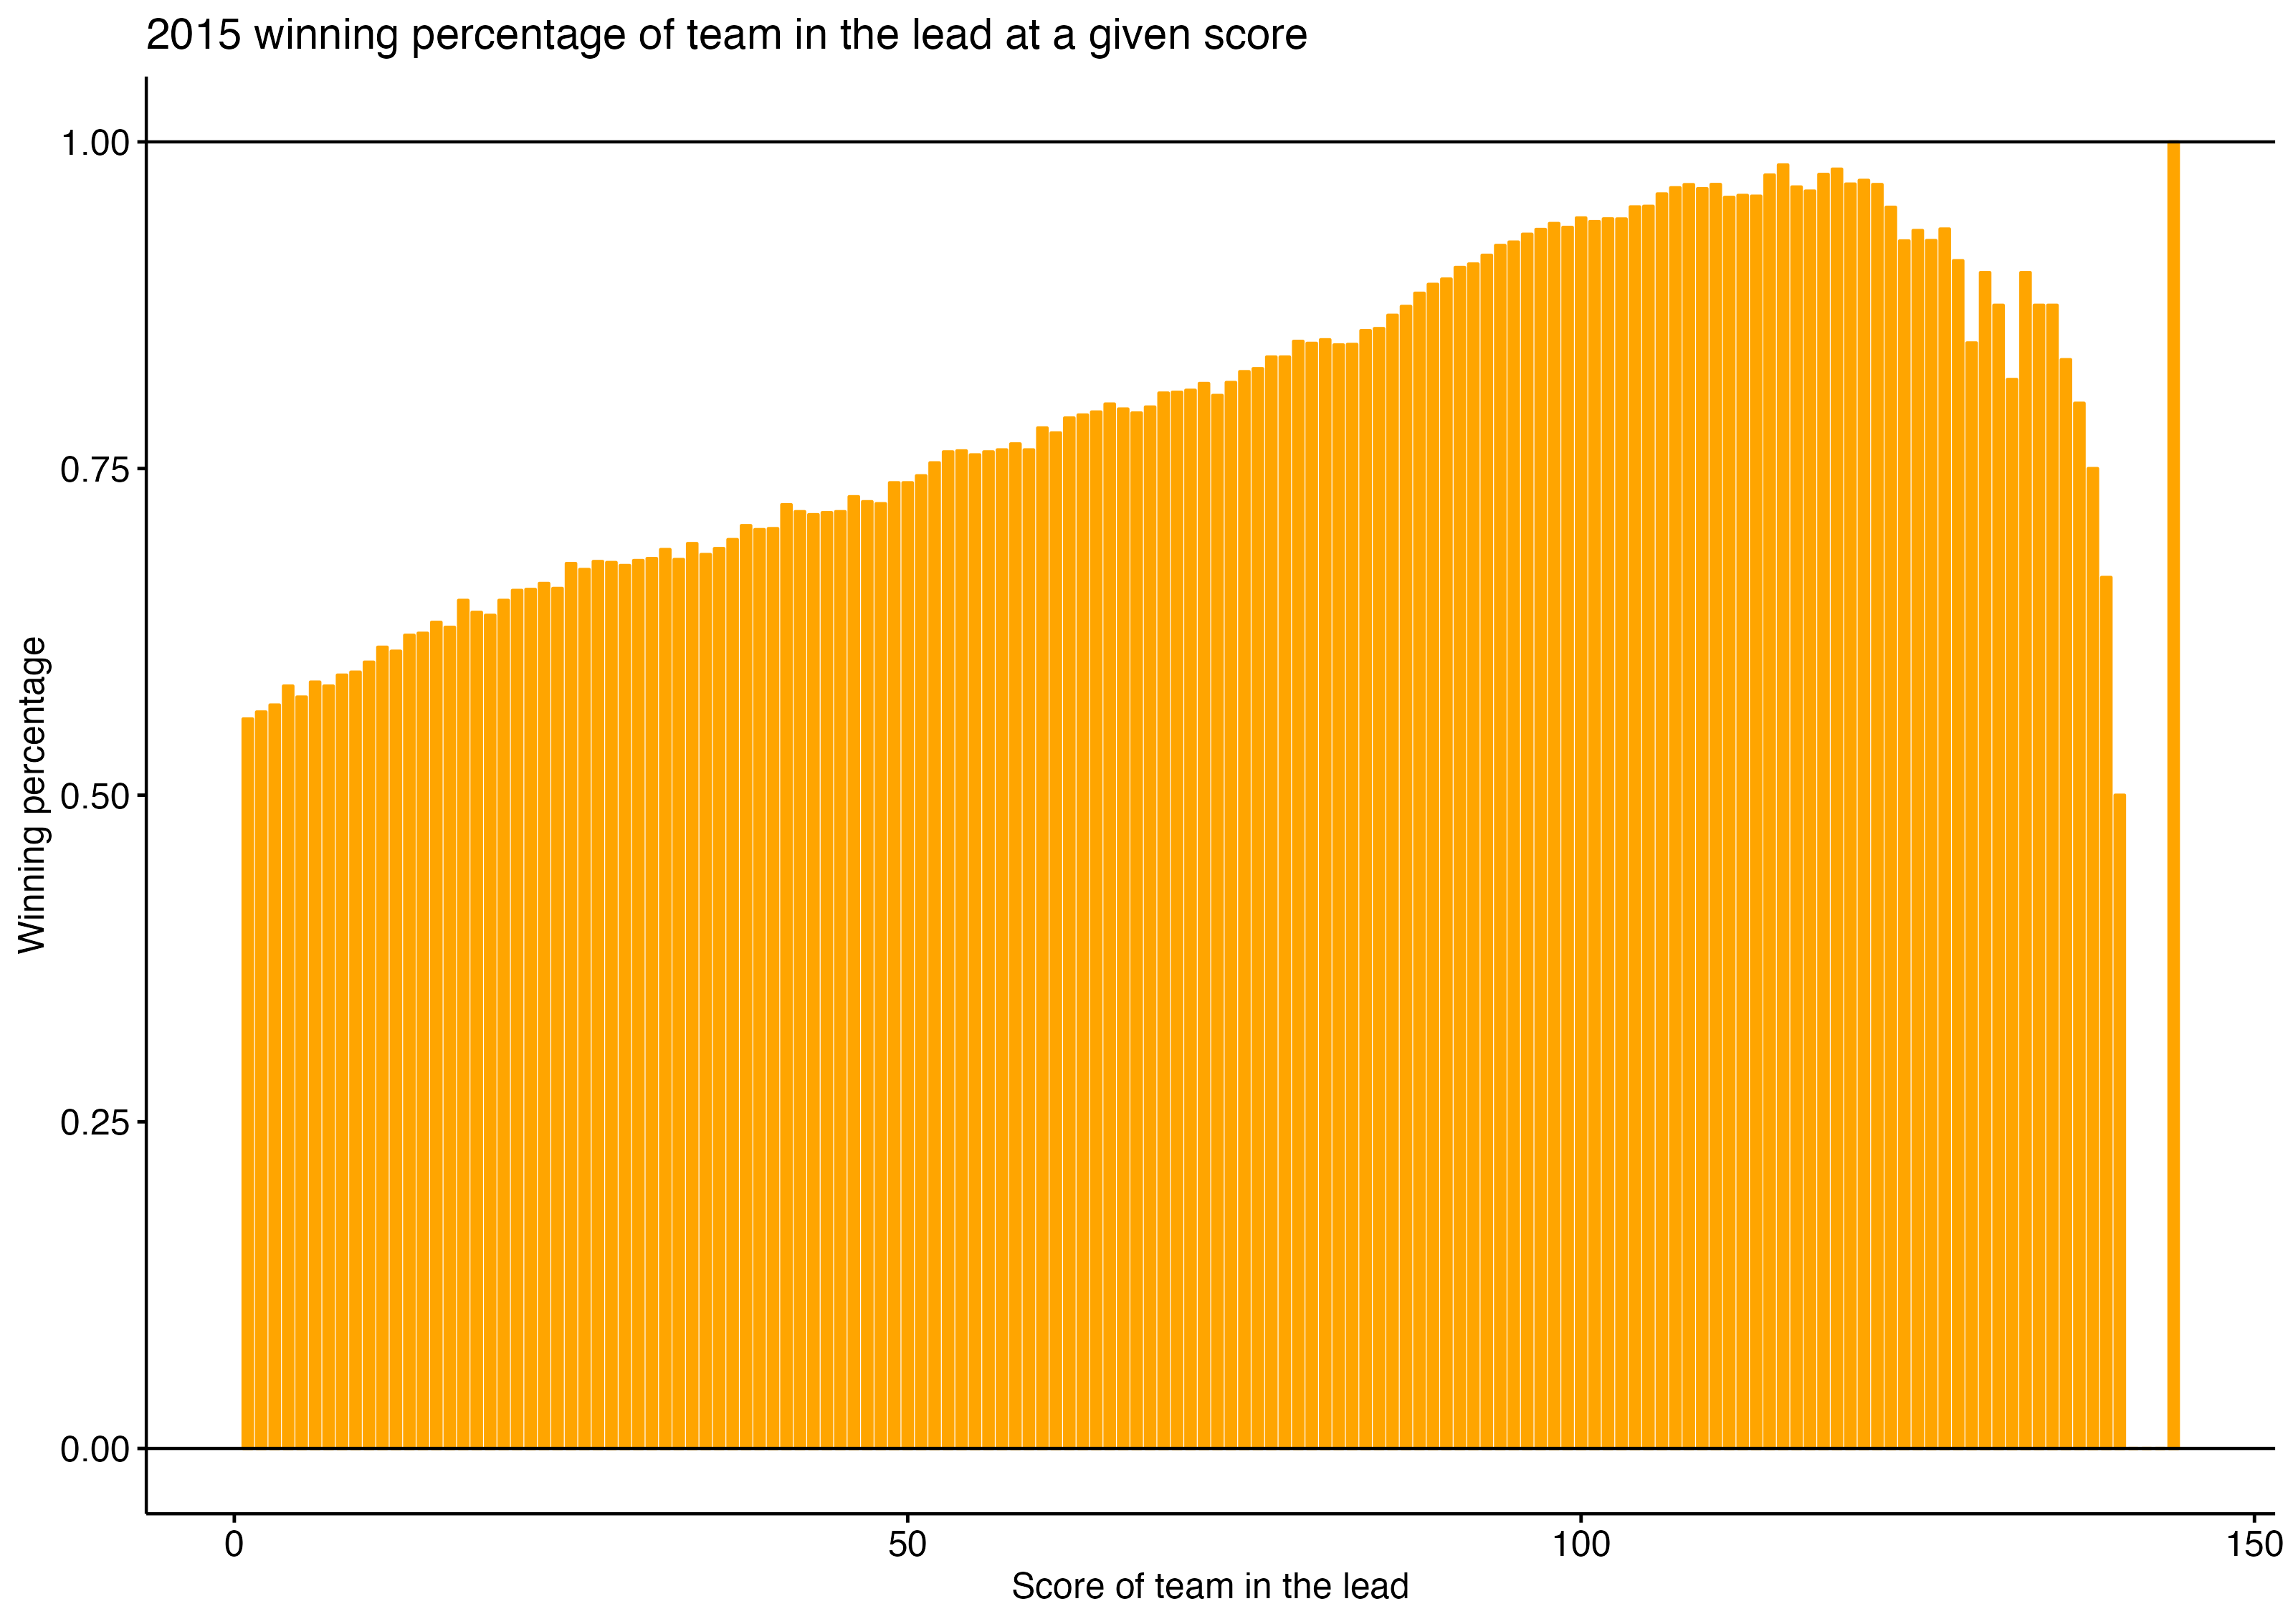 2015 winning percentage of team in the lead at a given score
1.00
0.75
0.50
0.25
0.00
Winning percentage
0 50 100 150
Score of team in the lead